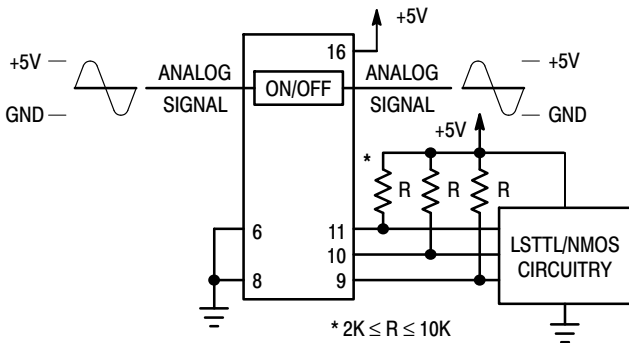 +5V
16
+5V
ANALOG
SIGNAL
ON/OFF
ANALOG
SIGNAL
+5V
GND
GND
+5V
*
R
R
R
6
11
LSTTL/NMOS
CIRCUITRY
10
8
9
* 2K ≤ R ≤ 10K